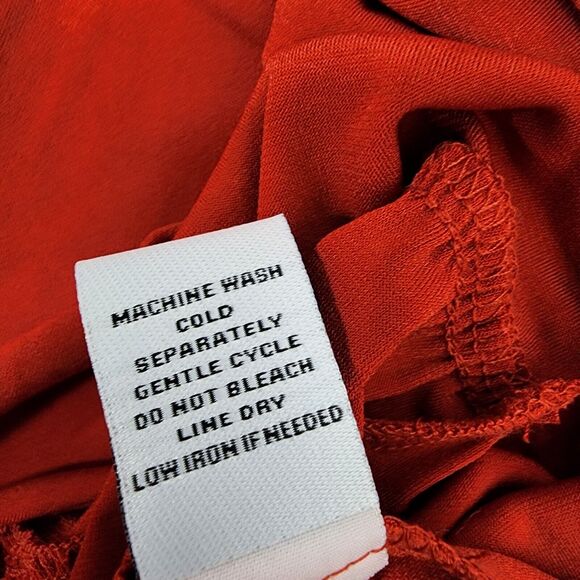 MACHINE WASH
COLD
SEPARATELY
GENTLE CYCLE
DO NOT BLEACH
LINE DRY
LOW IRON IF NEEDED